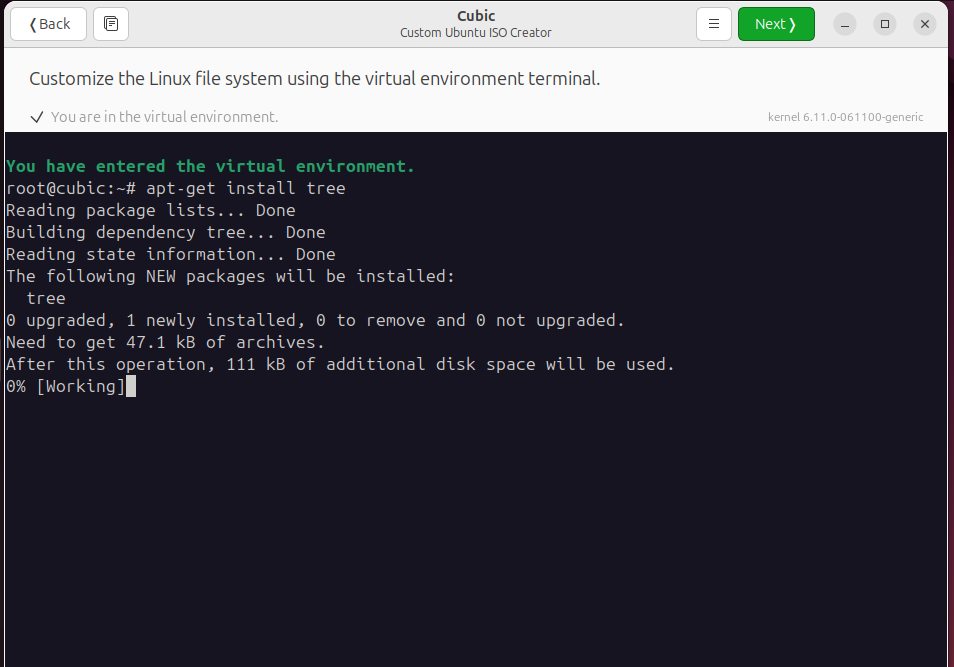 Back
Cubic
Custom Ubuntu ISO Creator
Next
Customize the Linux file system using the virtual environment terminal.
You are in the virtual environment.
kernel 6.11.0-061100-generic
You have entered the virtual environment.
root@cubic:~# apt-get install tree
Reading package lists... Done
Building dependency tree... Done
Reading state information... Done
The following NEW packages will be installed:
  tree
0 upgraded, 1 newly installed, 0 to remove and 0 not upgraded.
Need to get 47.1 kB of archives.
After this operation, 111 kB of additional disk space will be used.
0% [Working]